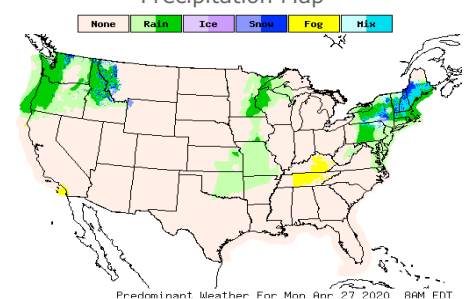 Precipitation Map
None Rain Ice Snow Fog Mix
Predominant Weather For Mon Apr 27 2020 8AM EDT